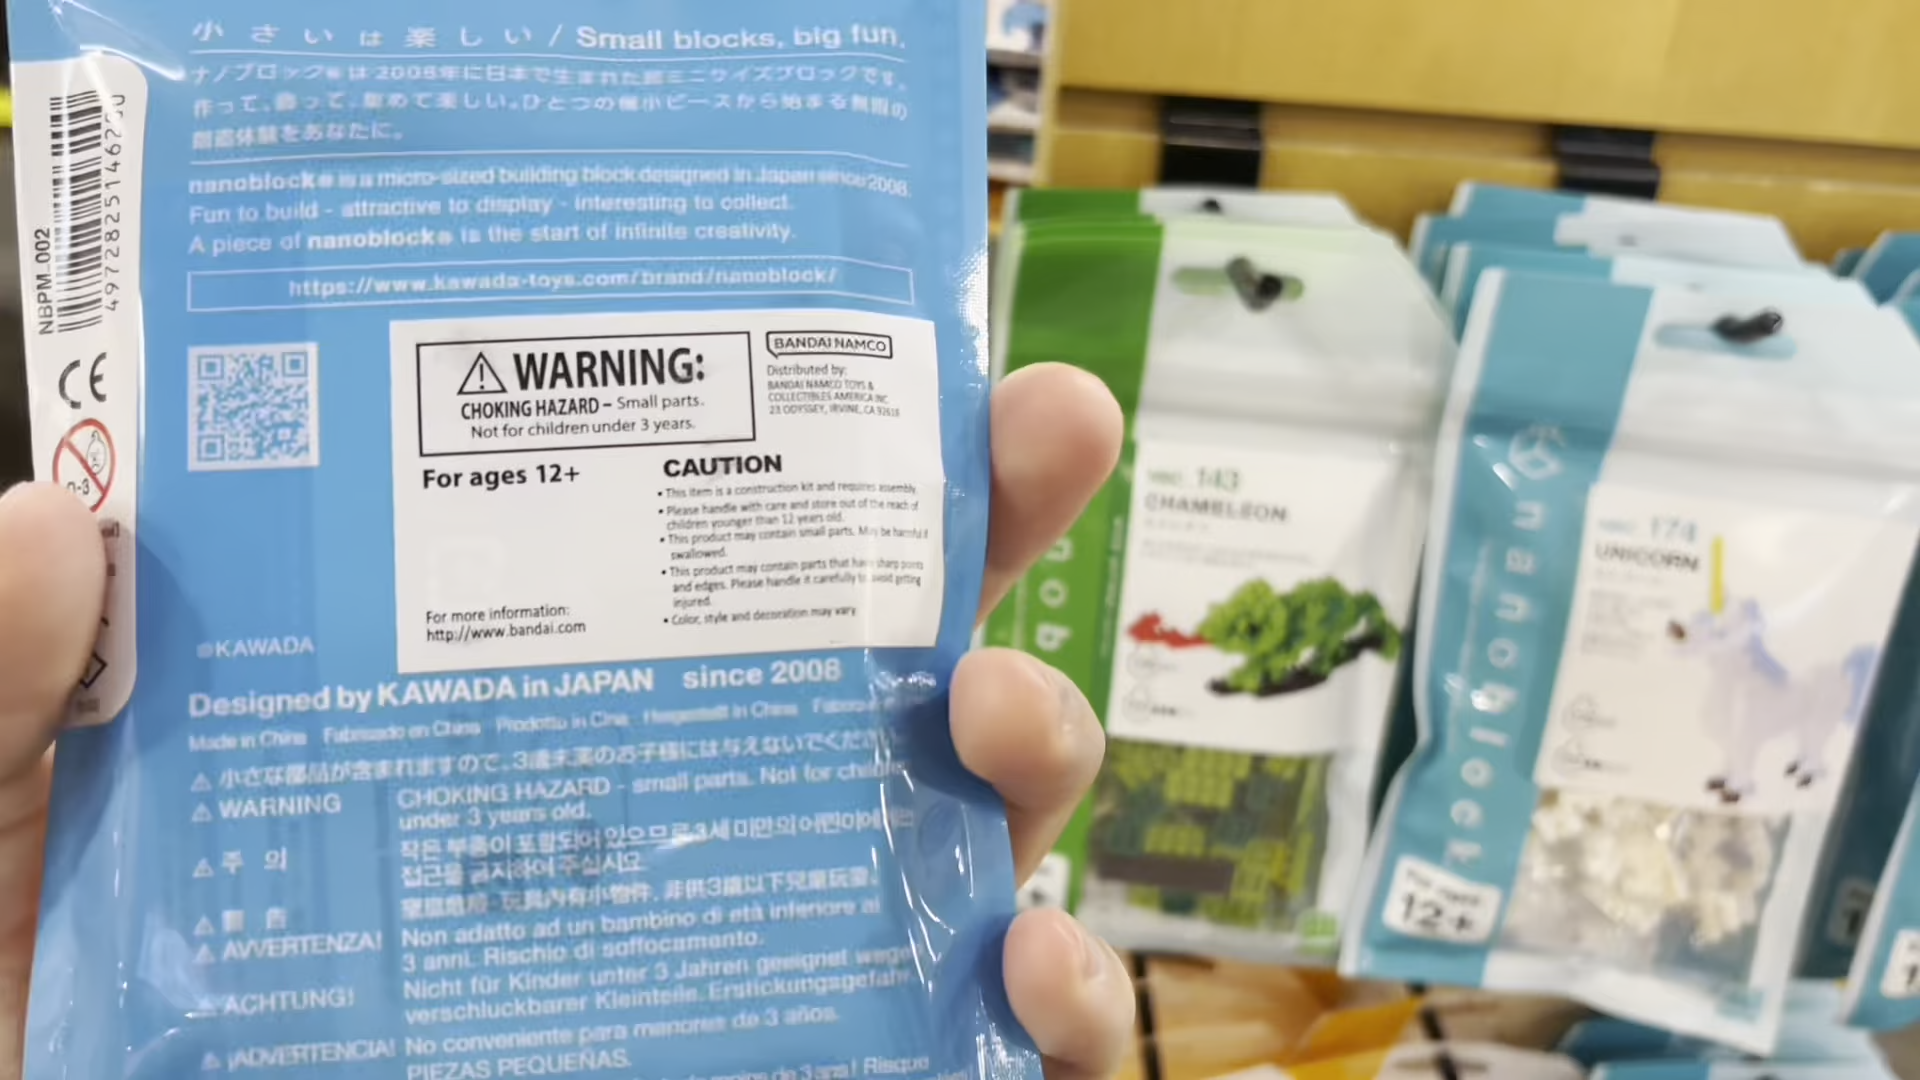 小さいは楽しい / Small blocks, big fun.
ナノブロック®は2008年に日本で生まれた超ミニサイズブロックです。
作って、飾って、集めて楽しい。ひとつの極小ピースから始まる無限の
創造体験をあなたに。
nanoblock® is a micro-sized building block designed in Japan since 2008.
Fun to build - attractive to display - interesting to collect.
A piece of nanoblock® is the start of infinite creativity.
https://www.kawada-toys.com/brand/nanoblock/
NBPM_002
CE
0-3
WARNING:
CHOKING HAZARD – Small parts.
Not for children under 3 years.
BANDAI NAMCO
Distributed by:
BANDAI NAMCO TOYS &
COLLECTIBLES AMERICA INC.
23 ODYSSEY, IRVINE, CA 92618
For ages 12+
CAUTION
• This item is a construction kit and requires assembly.
• Please handle with care and store out of the reach of
children younger than 12 years old.
• This product may contain small parts. May be harmful if
swallowed.
• This product may contain parts that have sharp points
and edges. Please handle it carefully to avoid getting
injured.
• Color, style and decoration may vary
For more information:
http://www.bandai.com
©KAWADA
Designed by KAWADA in JAPAN since 2008
Made in China Fabricado en China Prodotto in Cina Hergestellt in China
⚠ 小さな部品が含まれますので、3歳未満のお子様には与えないでくだ
⚠ WARNING CHOKING HAZARD - small parts. Not for
under 3 years old.
⚠ 주 의 작은 부품이 포함되어 있으므로 3세 미만의 어린이에
접근을 금지하여 주십시오
⚠ 警 告 玩具內有小物件, 非供3歲以下兒童玩耍.
⚠ AVVERTENZA! Non adatto ad un bambino di età inferiore ai
3 anni. Rischio di soffocamento.
⚠ ACHTUNG! Nicht für Kinder unter 3 Jahren geeignet wegen
verschluckbarer Kleinteile. Erstickungsgefahr
⚠ ¡ADVERTENCIA! No conveniente para menores de 3 años.
PIEZAS PEQUEÑAS.
143
CHAMELEON
174
UNICORN
nanoblock
For ages
12+